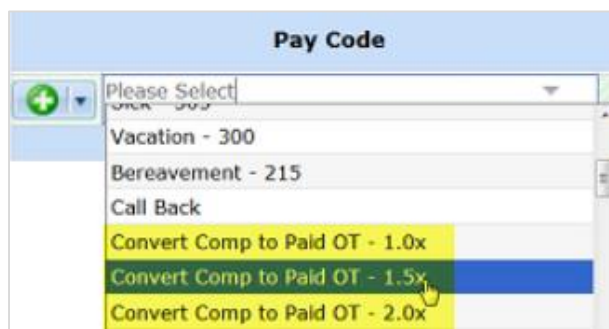 Pay Code
Please Select
Vacation - 300
Bereavement - 215
Call Back
Convert Comp to Paid OT - 1.0x
Convert Comp to Paid OT - 1.5x
Convert Comp to Paid OT - 2.0x